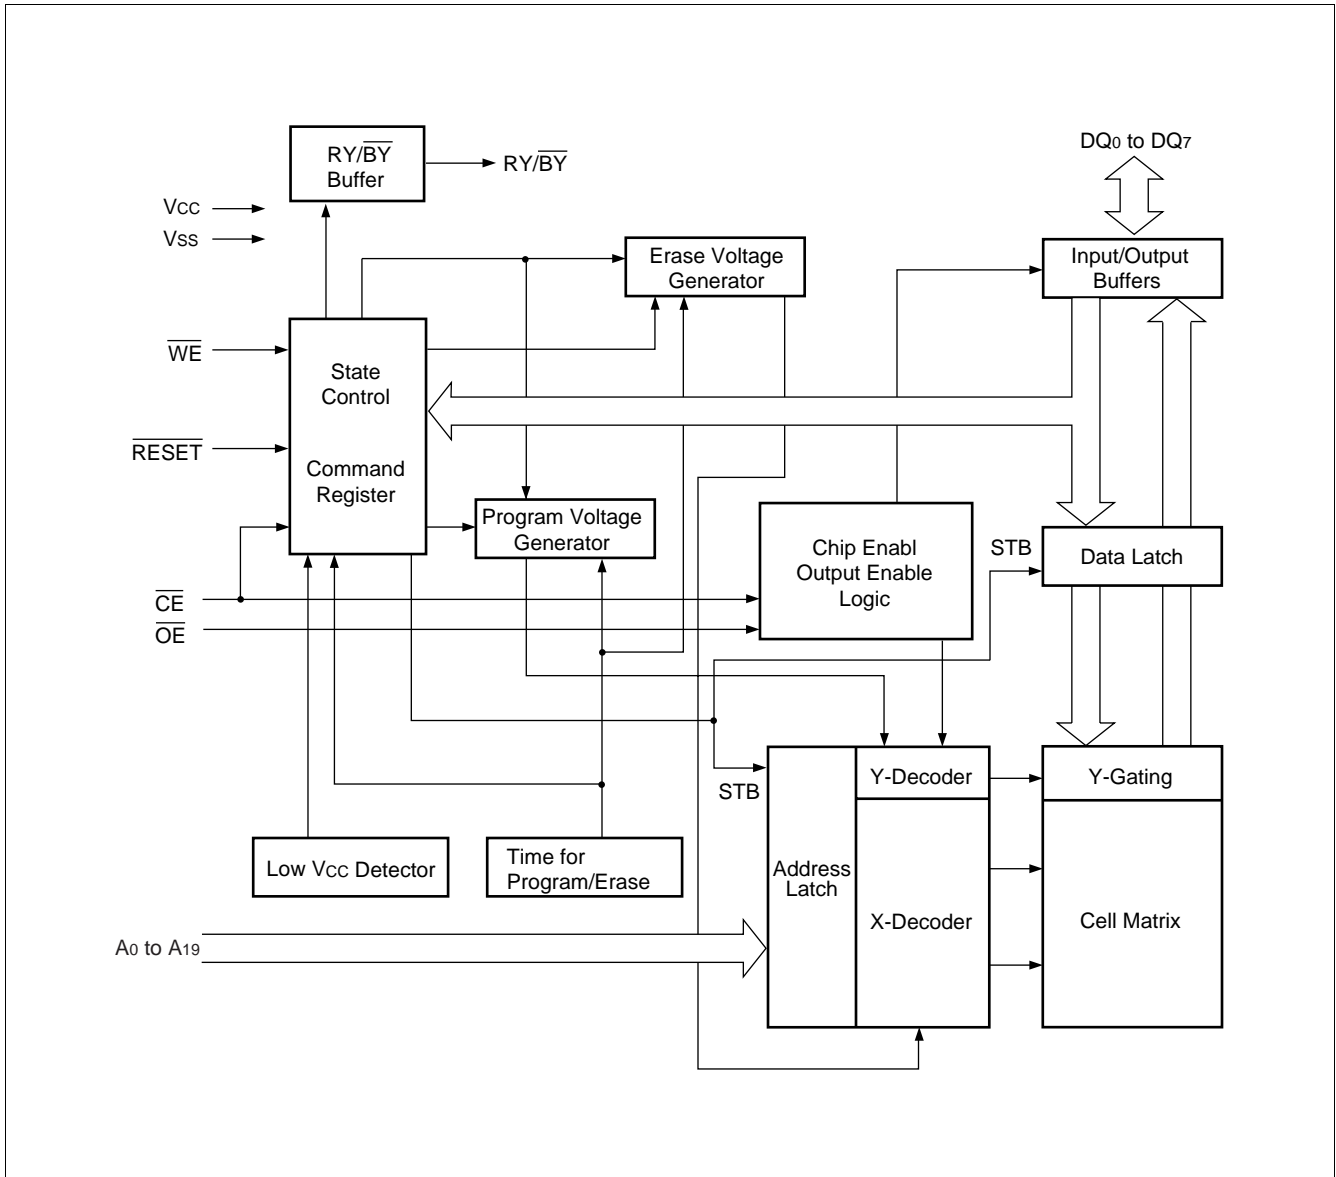 RY/BY
Buffer
RY/BY
DQ0 to DQ7
VCC
VSS
Erase Voltage
Generator
Input/Output
Buffers
WE
State
Control
RESET
Command
Register
Program Voltage
Generator
Chip Enabl
Output Enable
Logic
STB
Data Latch
CE
OE
STB
Y-Decoder
Y-Gating
Low VCC Detector
Time for
Program/Erase
Address
Latch
X-Decoder
Cell Matrix
A0 to A19